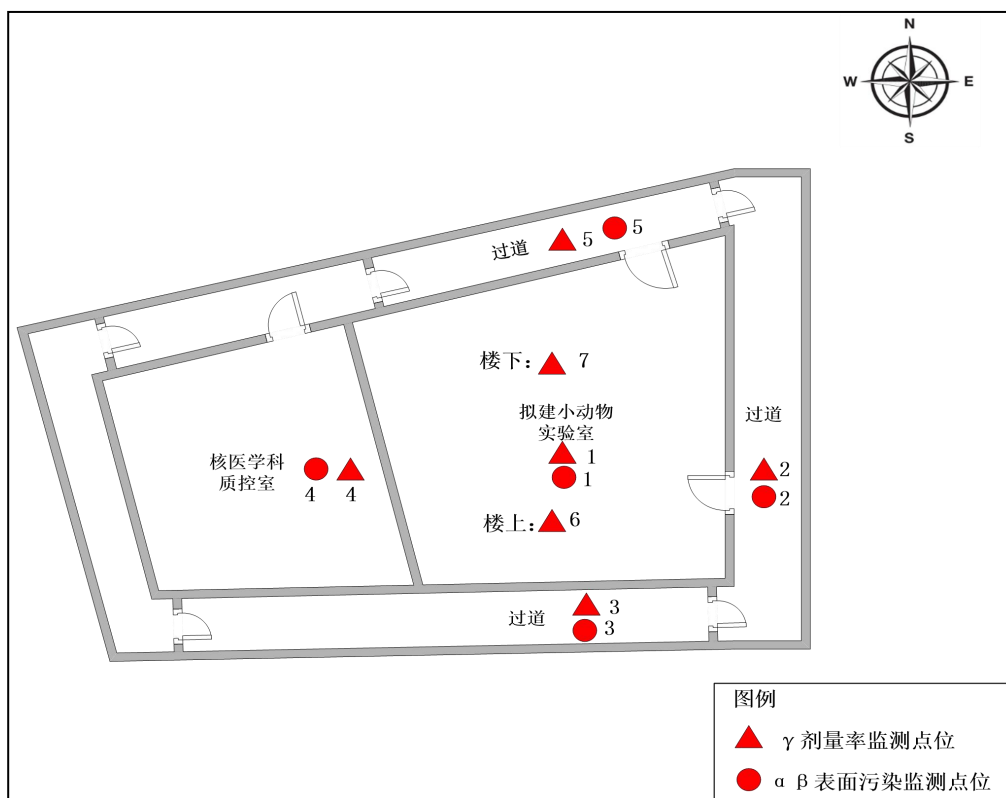 N
W
E
S
过道
5
5
楼下：
7
拟建小动物
实验室
过道
核医学科
质控室
1
2
4
4
1
2
楼上：
6
过道
3
3
图例
γ 剂量率监测点位
α β 表面污染监测点位